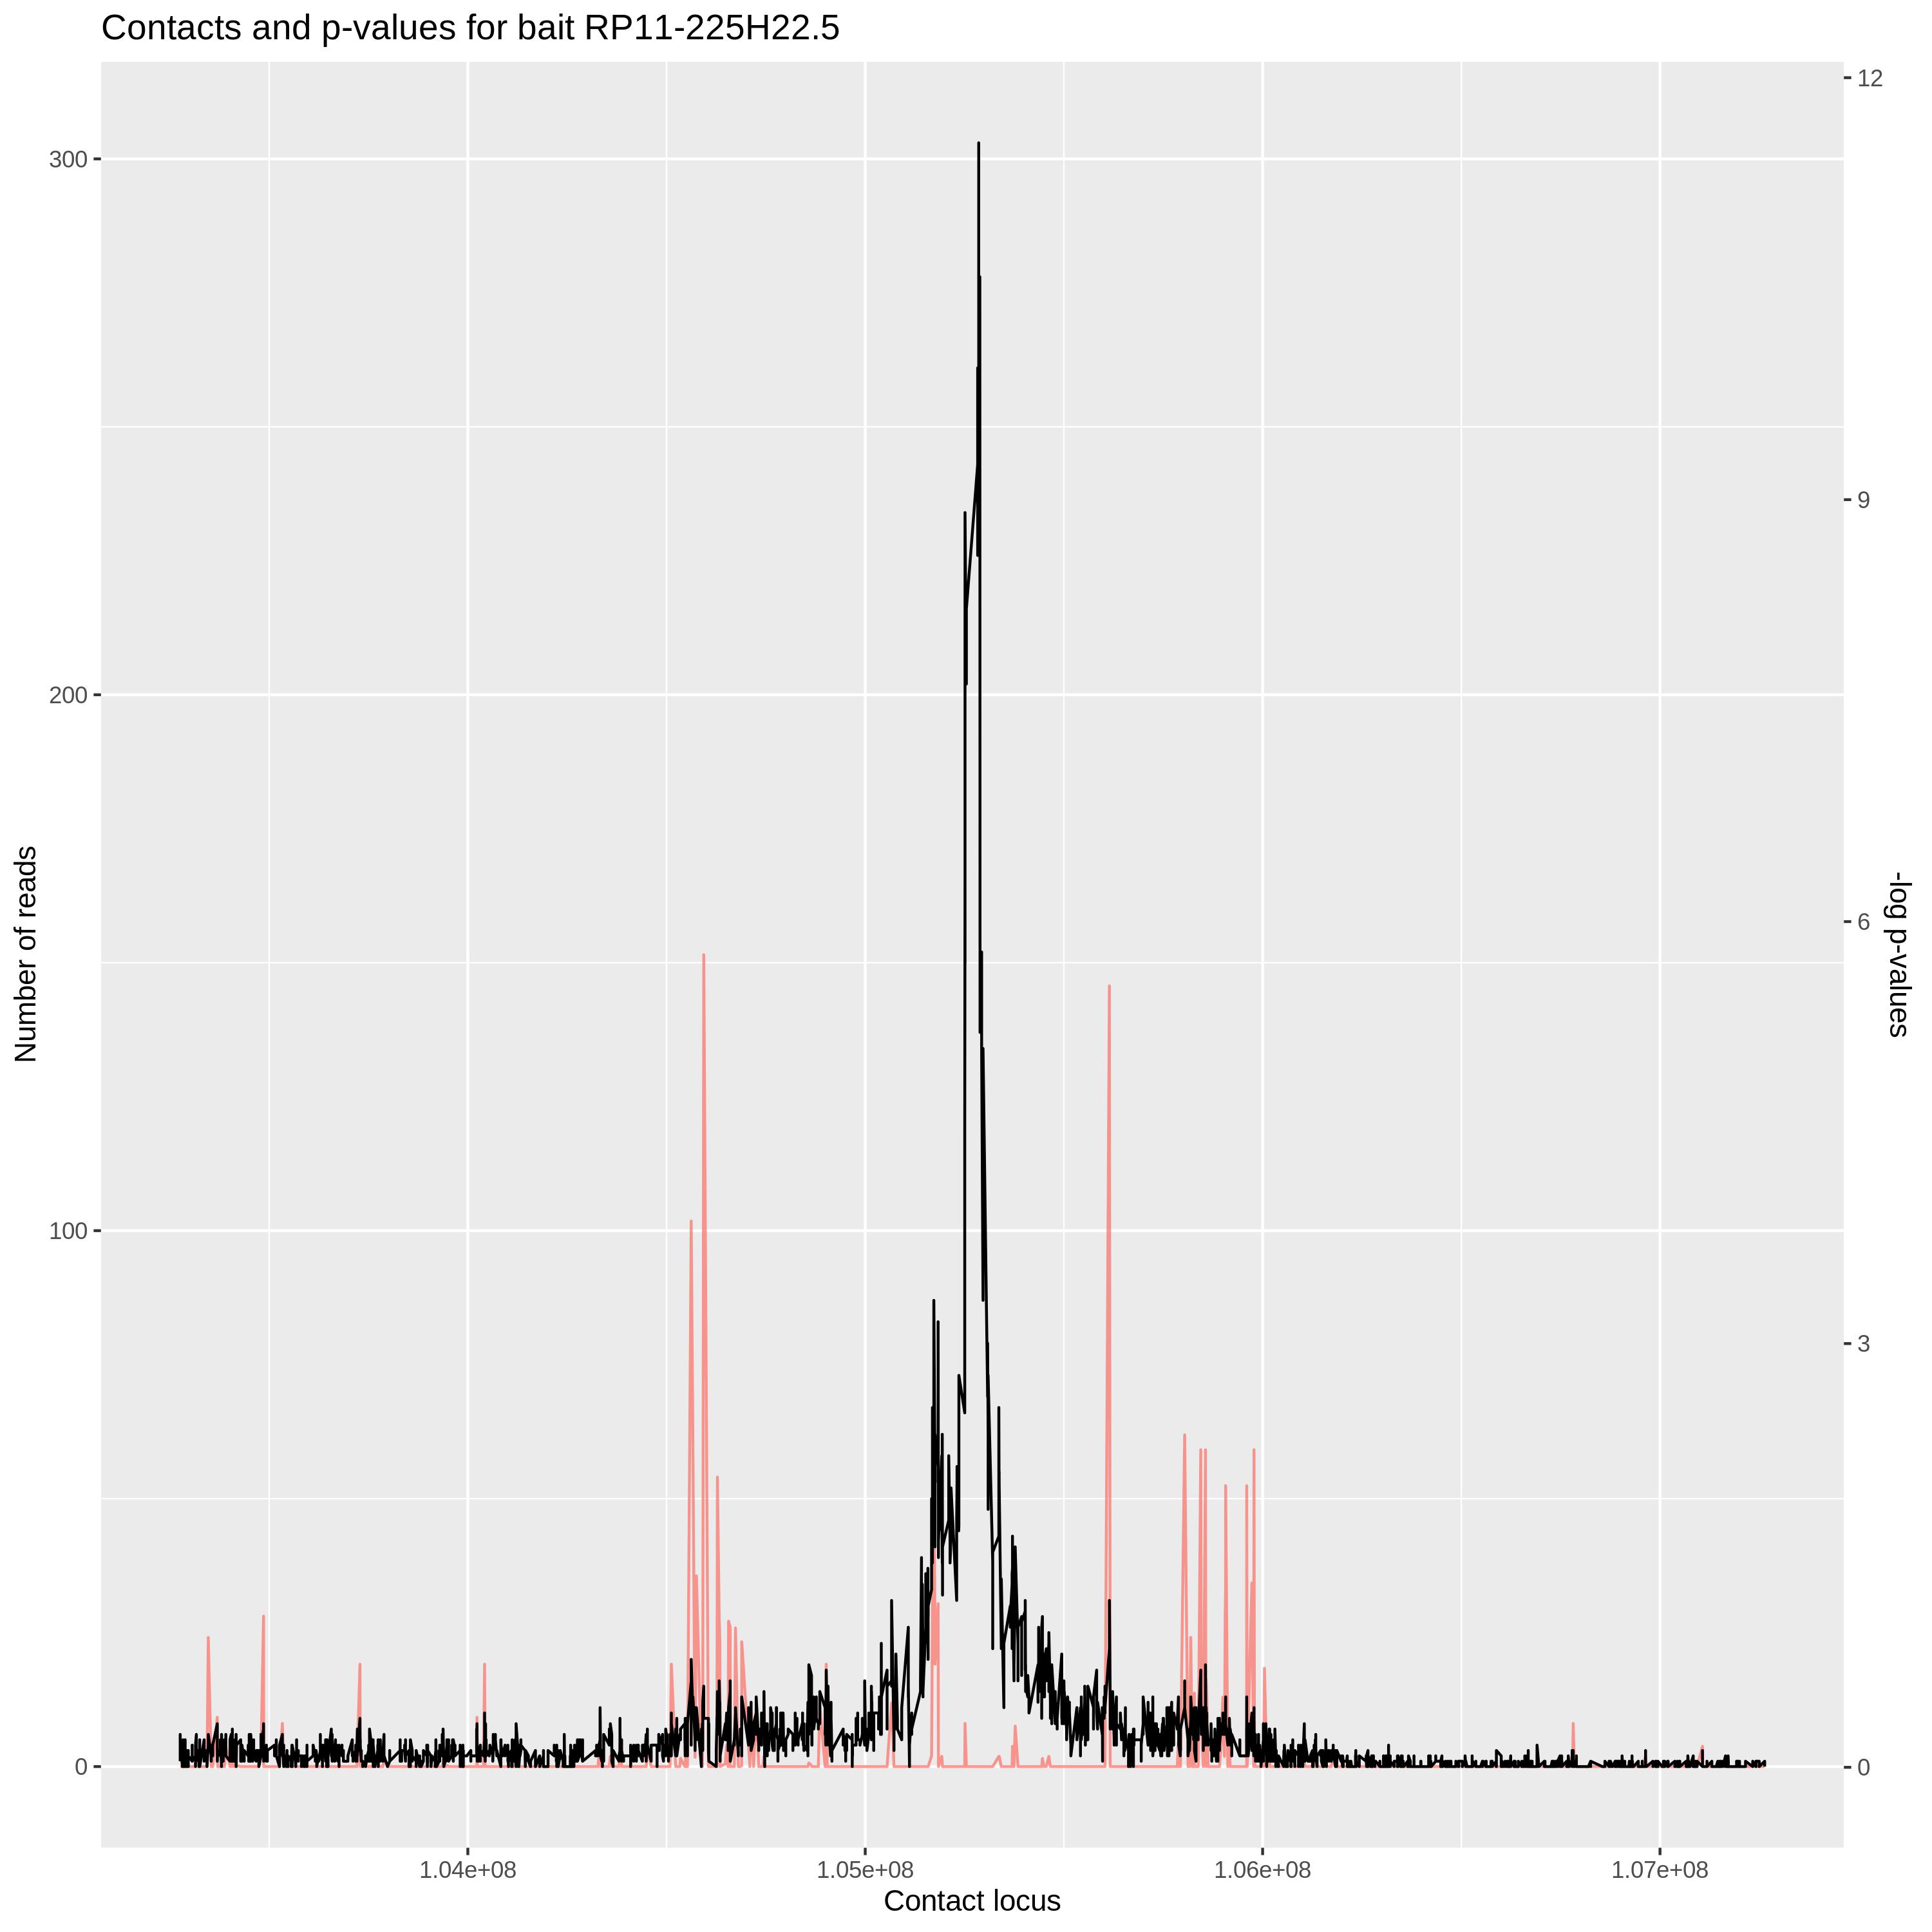 Contacts and p-values for bait RP11-225H22.5
12
300
9
200
6
Number of reads
-log p-values
100
3
0
0
1.04e+08
1.05e+08
1.06e+08
1.07e+08
Contact locus